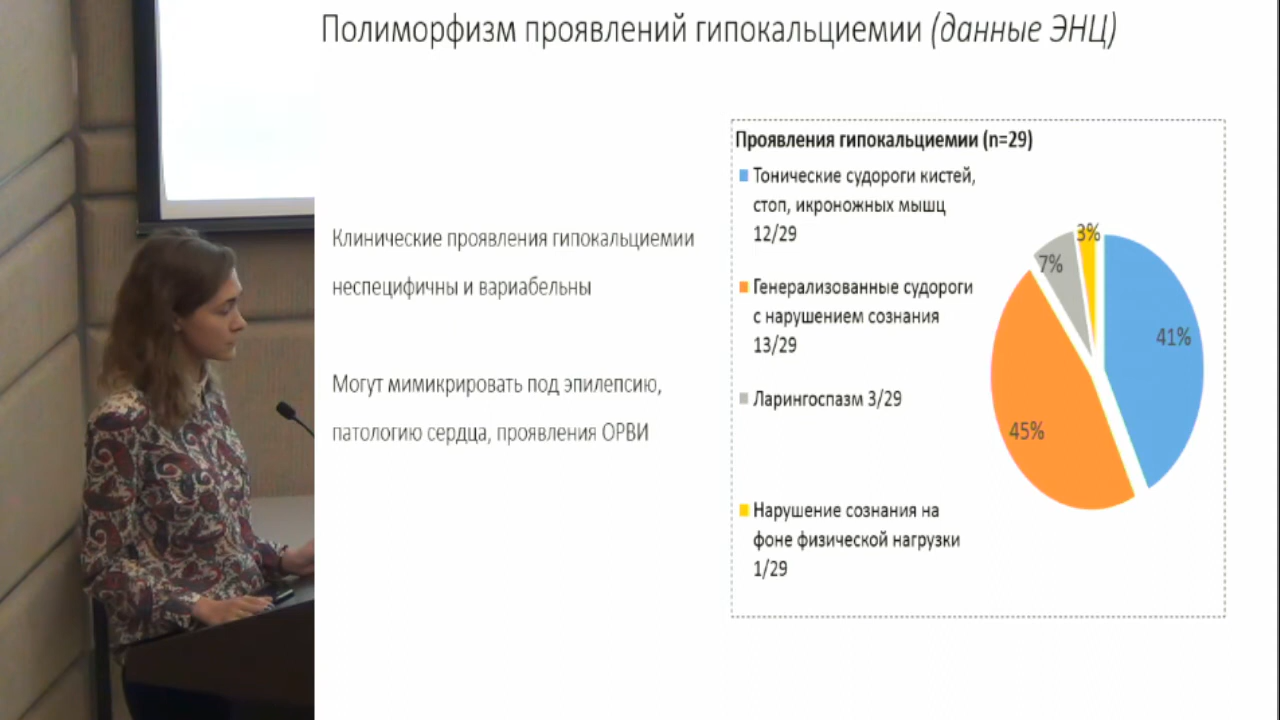 Полиморфизм проявлений гипокальциемии (данные ЭНЦ)
Клинические проявления гипокальциемии
неспецифичны и вариабельны
Могут мимикрировать под эпилепсию,
патологию сердца, проявления ОРВИ
Проявления гипокальциемии (n=29)
Тонические судороги кистей,
стоп, икроножных мышц
12/29
Генерализованные судороги
с нарушением сознания
13/29
Ларингоспазм 3/29
Нарушение сознания на
фоне физической нагрузки
1/29
3%
7%
41%
45%